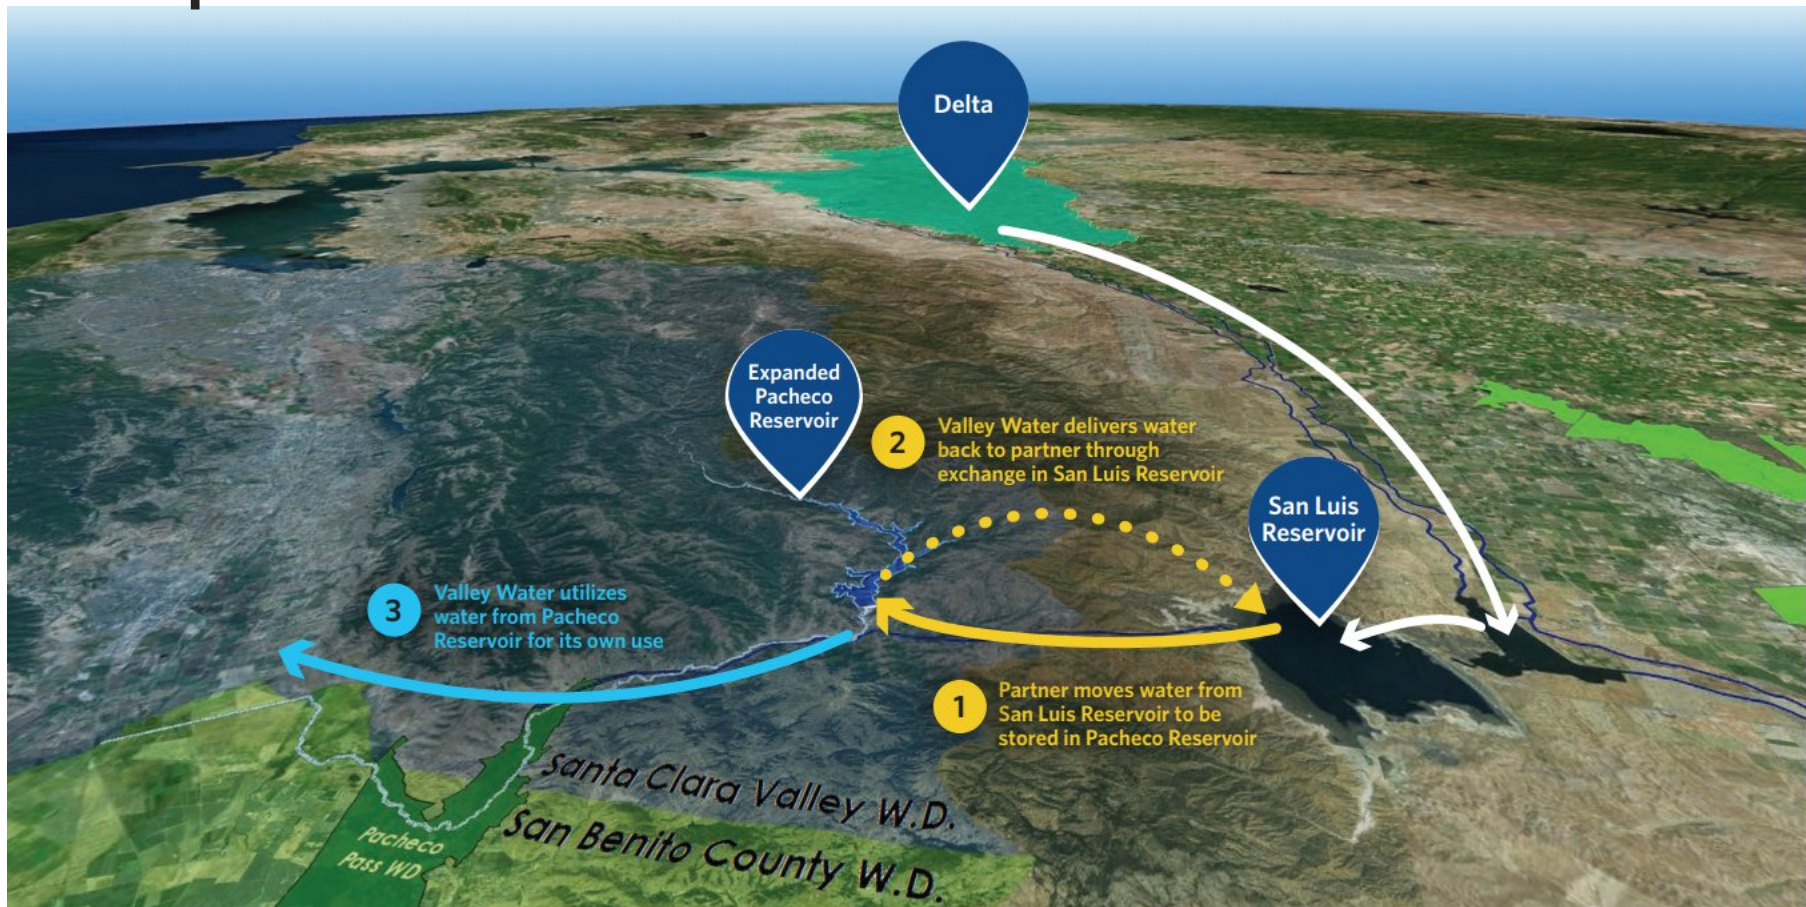 Delta
Expanded
Pacheco
Reservoir
2
Valley Water delivers water
back to partner through
exchange in San Luis Reservoir
San Luis
Reservoir
3
Valley Water utilizes
water from Pacheco
Reservoir for its own use
1
Partner moves water from
San Luis Reservoir to be
stored in Pacheco Reservoir
Santa Clara Valley W.D.
San Benito County W.D.
Pacheco
Pass WD